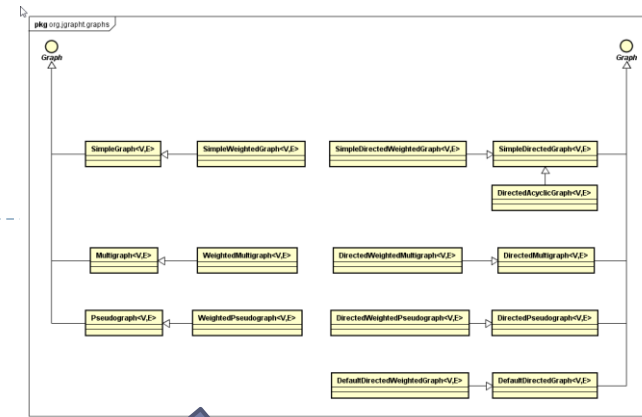 pkg org.jgrapht.graphs
Graph
Graph
SimpleGraph<V,E>
SimpleWeightedGraph<V,E>
SimpleDirectedWeightedGraph<V,E>
SimpleDirectedGraph<V,E>
DirectedAcyclicGraph<V,E>
Multigraph<V,E>
WeightedMultigraph<V,E>
DirectedWeightedMultigraph<V,E>
DirectedMultigraph<V,E>
Pseudograph<V,E>
WeightedPseudograph<V,E>
DirectedWeightedPseudograph<V,E>
DirectedPseudograph<V,E>
DefaultDirectedWeightedGraph<V,E>
DefaultDirectedGraph<V,E>